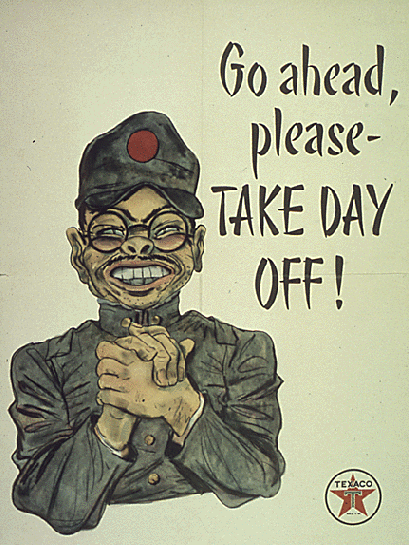 Go ahead,
please-
TAKE DAY
OFF!
TEXACO
T